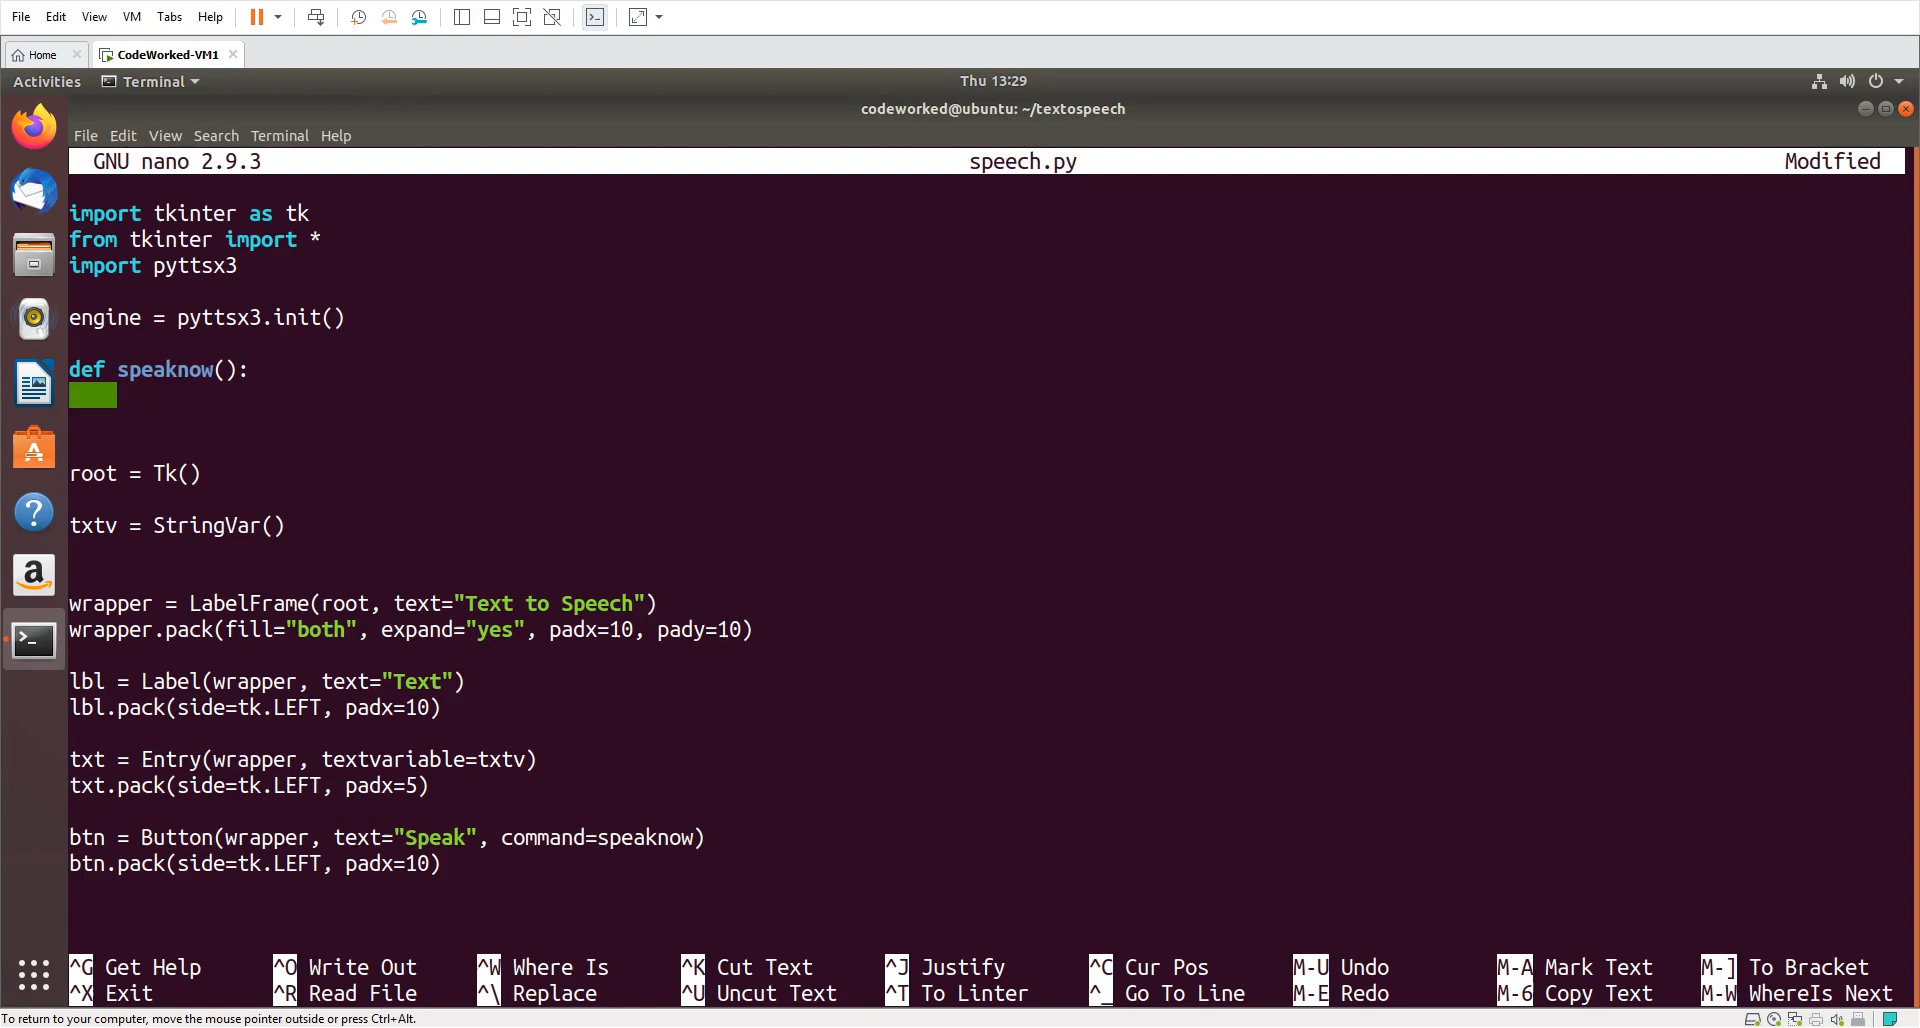 File Edit View VM Tabs Help
Home CodeWorked-VM1
Activities Terminal Thu 13:29
codeworked@ubuntu: ~/textospeech
File Edit View Search Terminal Help
GNU nano 2.9.3 speech.py Modified
import tkinter as tk
from tkinter import *
import pyttsx3
engine = pyttsx3.init()
def speaknow():
root = Tk()
txtv = StringVar()
wrapper = LabelFrame(root, text="Text to Speech")
wrapper.pack(fill="both", expand="yes", padx=10, pady=10)
lbl = Label(wrapper, text="Text")
lbl.pack(side=tk.LEFT, padx=10)
txt = Entry(wrapper, textvariable=txtv)
txt.pack(side=tk.LEFT, padx=5)
btn = Button(wrapper, text="Speak", command=speaknow)
btn.pack(side=tk.LEFT, padx=10)
^G Get Help ^O Write Out ^W Where Is ^K Cut Text ^J Justify ^C Cur Pos M-U Undo M-A Mark Text M-] To Bracket
^X Exit ^R Read File ^\ Replace ^U Uncut Text ^T To Linter ^_ Go To Line M-E Redo M-6 Copy Text M-W WhereIs Next
To return to your computer, move the mouse pointer outside or press Ctrl+Alt.